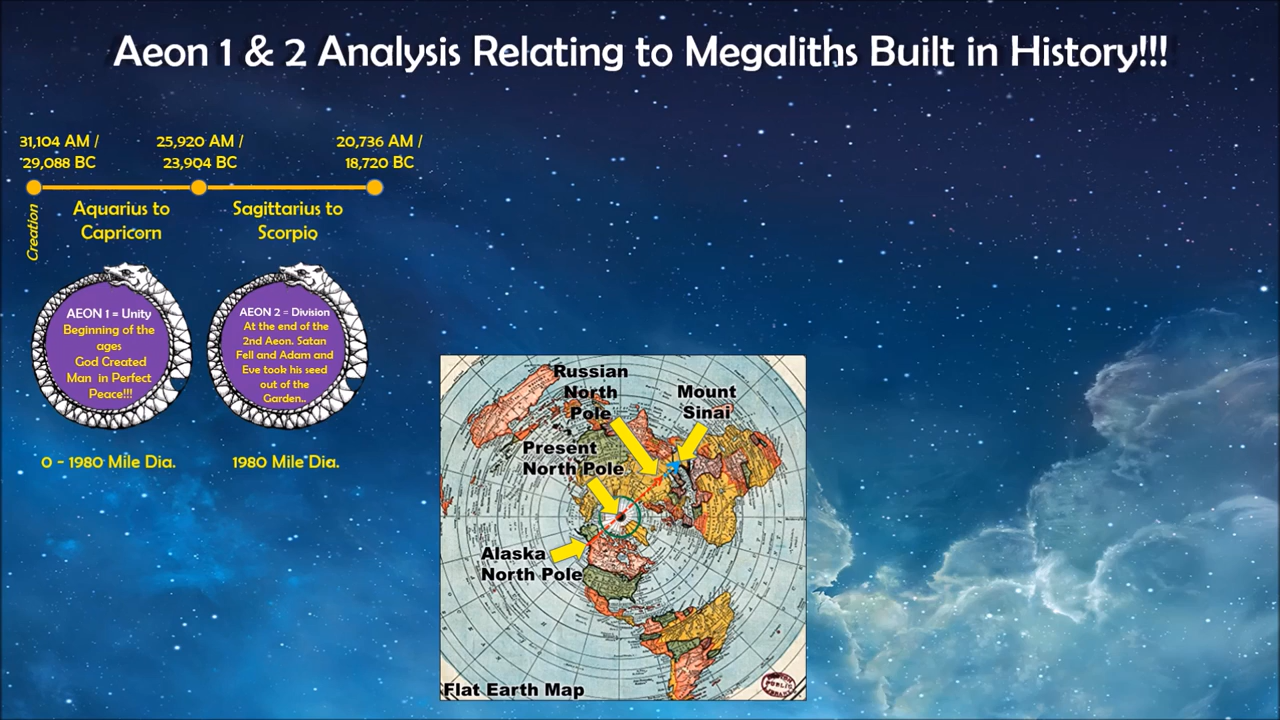 Aeon 1 & 2 Analysis Relating to Megaliths Built in History!!!
31,104 AM /
29,088 BC
25,920 AM /
23,904 BC
20,736 AM /
18,720 BC
Creation
Aquarius to
Capricorn
Sagittarius to
Scorpio
AEON 1 = Unity
Beginning of the
ages
God Created
Man in Perfect
Peace!!!
AEON 2 = Division
At the end of the
2nd Aeon. Satan
Fell and Adam and
Eve took his seed
out of the
Garden..
0 - 1980 Mile Dia.
1980 Mile Dia.
Russian
North
Pole
Mount
Sinai
Present
North Pole
Alaska
North Pole
Flat Earth Map
PUBLIC